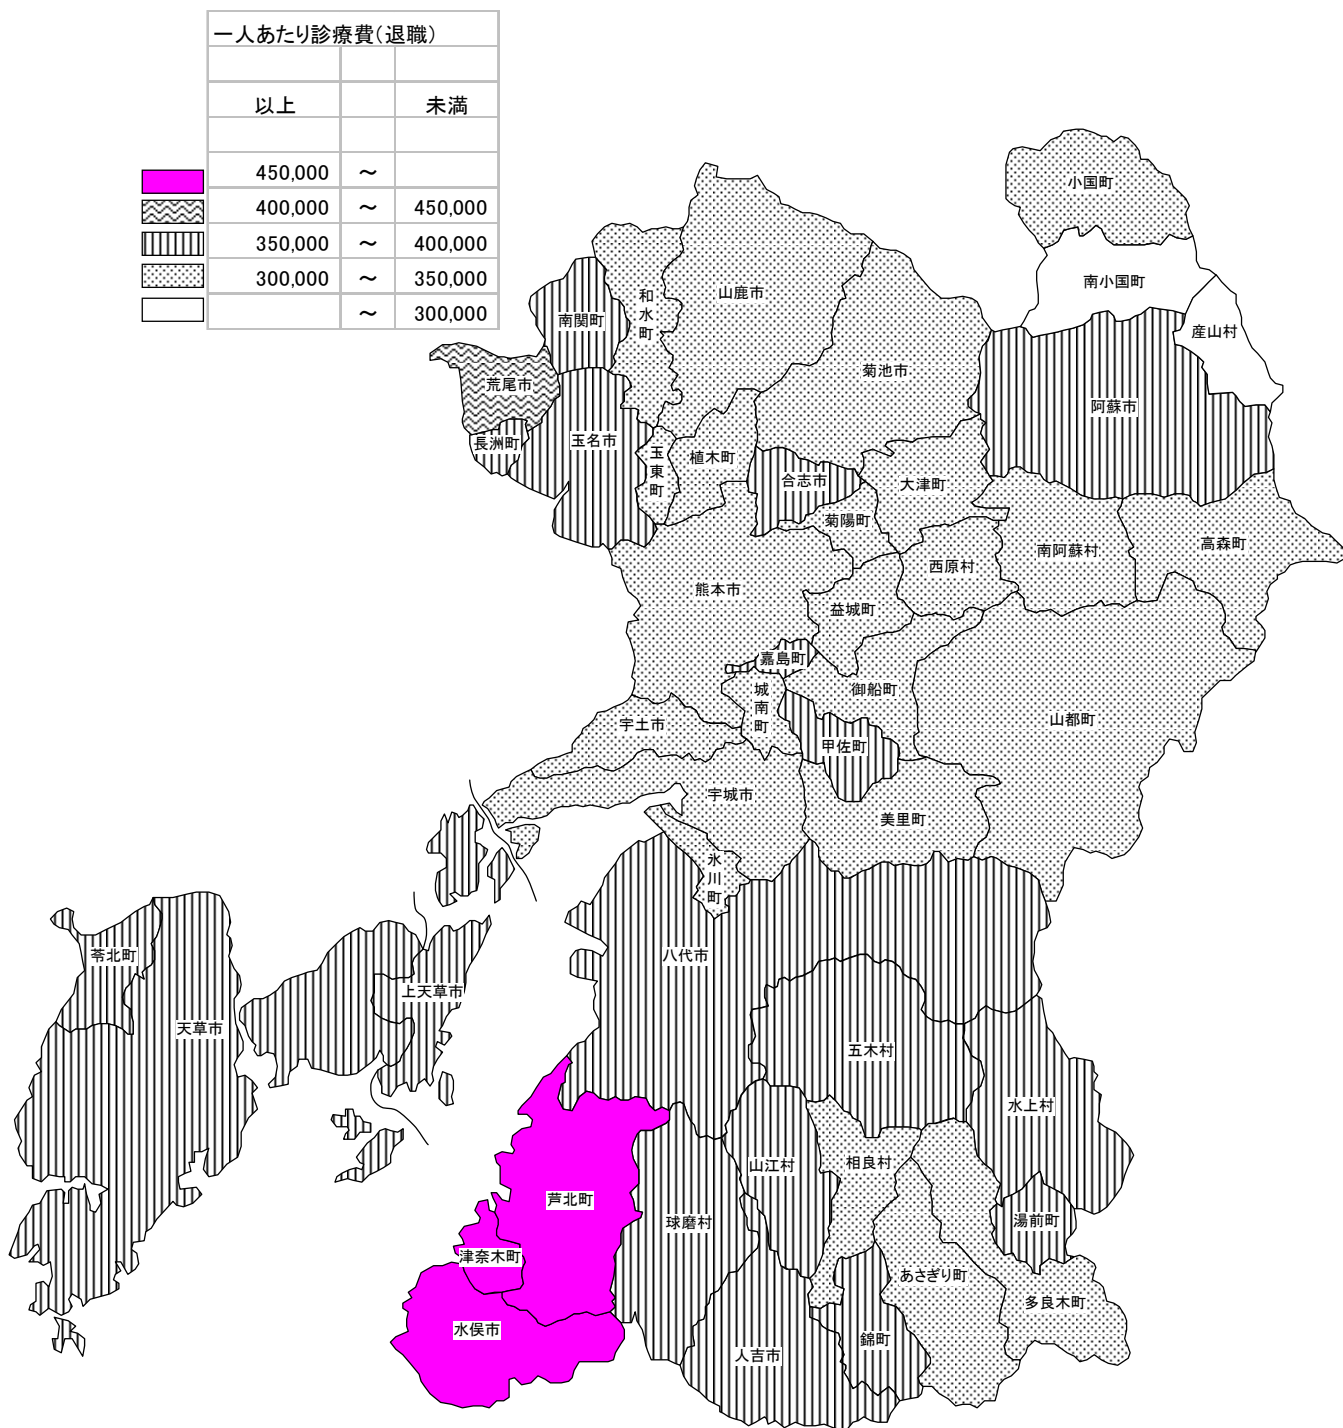 一人あたり診療費(退職)
以上 未満
450,000 ～
400,000 ～ 450,000
350,000 ～ 400,000
300,000 ～ 350,000
～ 300,000
小国町
南小国町
産山村
山鹿市
和水町
南関町
菊池市
荒尾市
阿蘇市
長洲町
玉名市
玉東町
植木町
合志市
大津町
菊陽町
南阿蘇村
高森町
西原村
熊本市
益城町
嘉島町
御船町
城南町
山都町
宇土市
甲佐町
宇城市
美里町
氷川町
苓北町
八代市
上天草市
天草市
五木村
水上村
山江村
相良村
芦北町
球磨村
湯前町
津奈木町
あさぎり町
多良木町
水俣市
錦町
人吉市